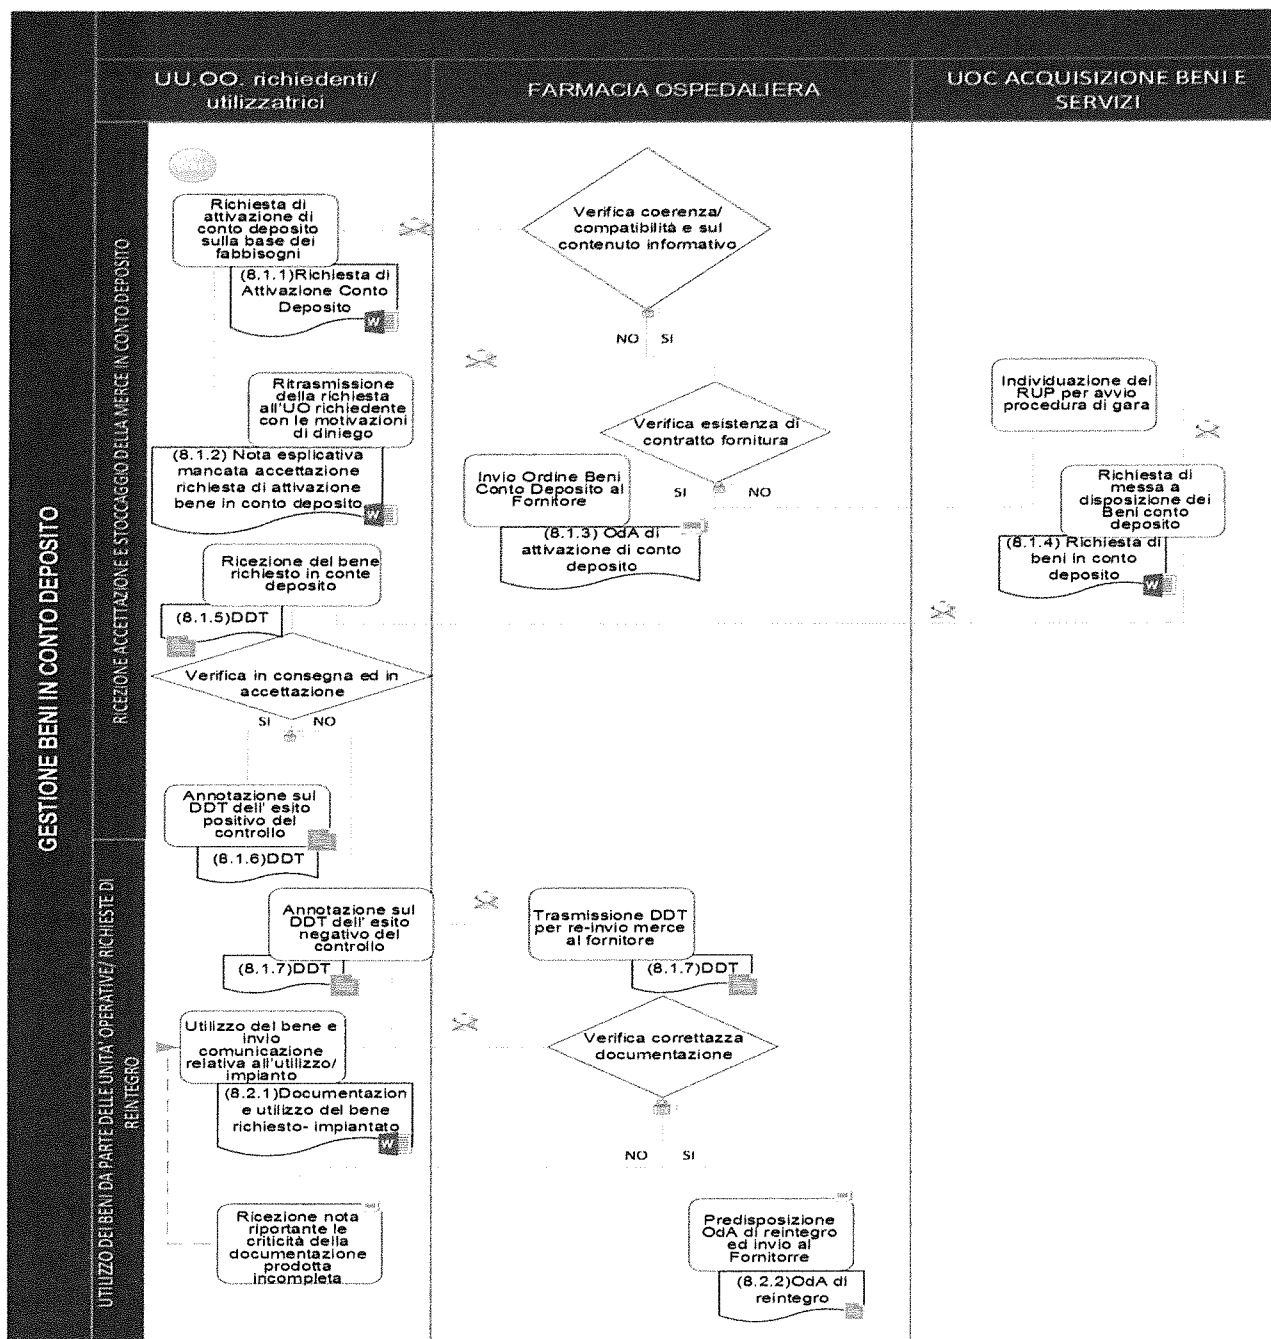 UU.OO. richiedenti/
utilizzatrici
FARMACIA OSPEDALIERA
UOC ACQUISIZIONE BENI E
SERVIZI
GESTIONE BENI IN CONTO DEPOSITO
RICEZIONE ACCETTAZIONE E STOCCAGGIO DELLA MERCE IN CONTO DEPOSITO
Richiesta di
attivazione di
conto deposito
sulla base dei
fabbisogni
(8.1.1)Richiesta di
Attivazione Conto
Deposito
W
Verifica coerenza/
compatibilità e sul
contenuto informativo
NO
SI
Ritrasmissione
della richiesta
all'UO richiedente
con le motivazioni
di diniego
(8.1.2) Nota esplicativa
mancata accettazione
richiesta di attivazione
bene in conto deposito
W
Verifica esistenza di
contratto fornitura
SI
NO
Individuazione del
RUP per avvio
procedura di gara
Invio Ordine Beni
Conto Deposito al
Fornitore
(8.1.3) OdA di
attivazione di conto
deposito
Richiesta di
messa a
disposizione dei
Beni conto
deposito
(8.1.4) Richiesta di
beni in conto
deposito
W
Ricezione del bene
richiesto in conte
deposito
(8.1.5)DDT
Verifica in consegna ed in
accettazione
SI
NO
Annotazione sul
DDT dell' esito
positivo del
controllo
(8.1.6)DDT
UTILIZZO DEI BENI DA PARTE DELLE UNITA' OPERATIVE/ RICHIESTE DI
REINTEGRO
Annotazione sul
DDT dell' esito
negativo del
controllo
(8.1.7)DDT
Trasmissione DDT
per re-invio merce
al fornitore
(8.1.7)DDT
Utilizzo del bene e
invio
comunicazione
relativa all'utilizzo/
impianto
(8.2.1)Documentazion
e utilizzo del bene
richiesto- impiantato
W
Verifica correttazza
documentazione
NO
SI
Ricezione nota
riportante le
criticità della
documentazione
prodotta
incompleta
Predisposizione
OdA di reintegro
ed invio al
Fornitorre
(8.2.2)OdA di
reintegro